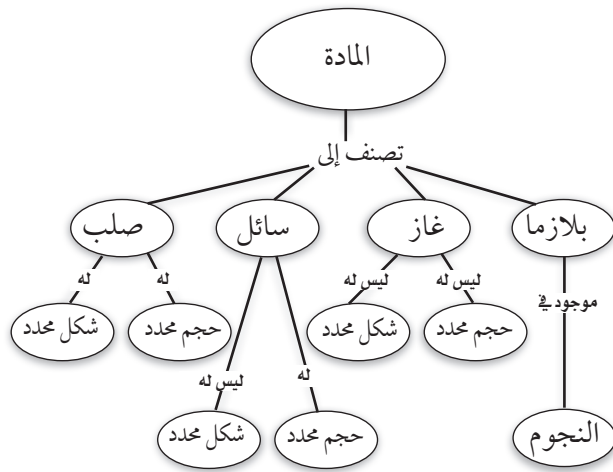 المادة
تصنف إلى
بلازما
غاز
سائل
صلب
موجود في
ليس له
ليس له
له
له
حجم محدد
شكل محدد
حجم محدد
شكل محدد
له
ليس له
النجوم
حجم محدد
شكل محدد